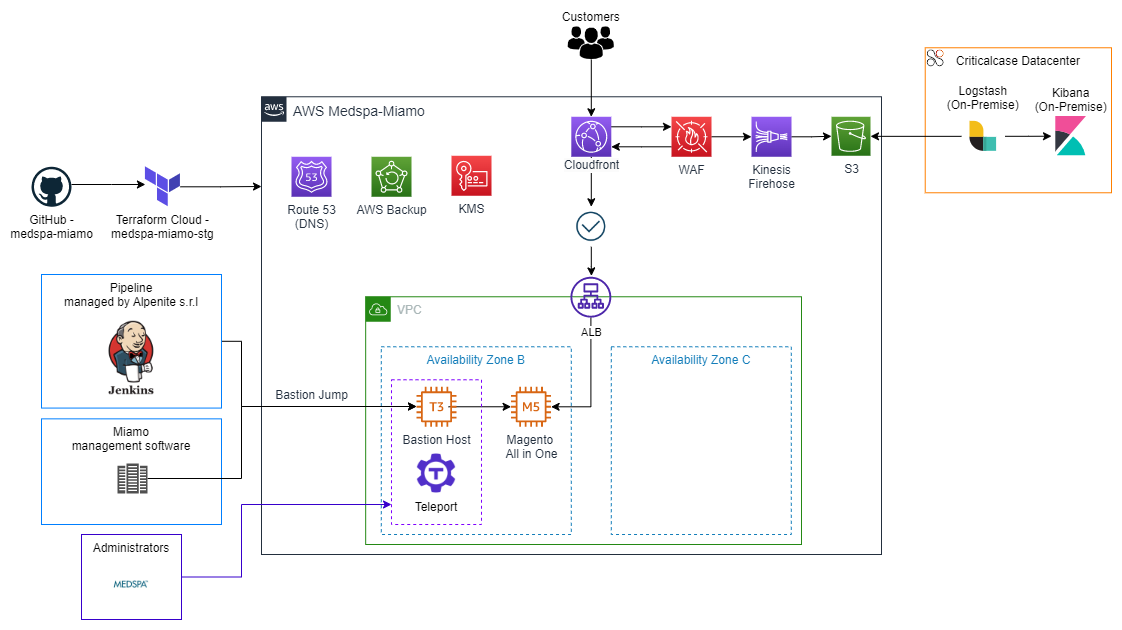 Customers
Criticalcase Datacenter
Logstash
(On-Premise)
Kibana
(On-Premise)
aws
AWS Medspa-Miamo
Cloudfront
WAF
Kinesis
Firehose
S3
53
Route 53
(DNS)
AWS Backup
KMS
GitHub -
medspa-miamo
Terraform Cloud -
medspa-miamo-stg
Pipeline
managed by Alpenite s.r.l
Jenkins
VPC
ALB
Availability Zone B
Availability Zone C
Bastion Jump
T3
M5
Bastion Host
Magento
All in One
T
Teleport
Miamo
management software
Administrators
MEDSPA